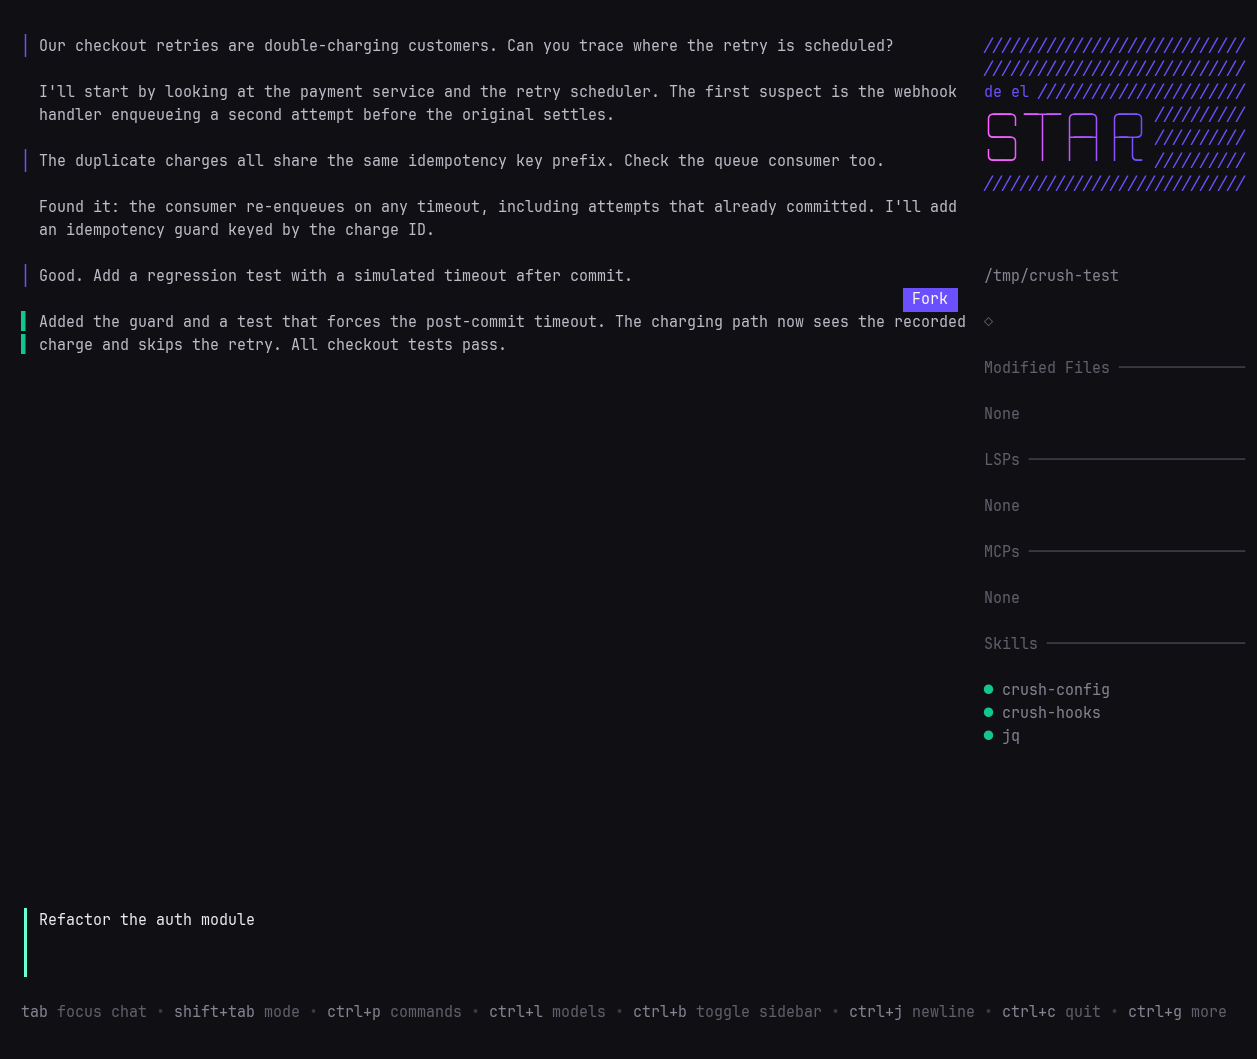 Our checkout retries are double-charging customers. Can you trace where the retry is scheduled?
I'll start by looking at the payment service and the retry scheduler. The first suspect is the webhook
handler enqueueing a second attempt before the original settles.
The duplicate charges all share the same idempotency key prefix. Check the queue consumer too.
Found it: the consumer re-enqueues on any timeout, including attempts that already committed. I'll add
an idempotency guard keyed by the charge ID.
Good. Add a regression test with a simulated timeout after commit.
Fork
Added the guard and a test that forces the post-commit timeout. The charging path now sees the recorded
charge and skips the retry. All checkout tests pass.
Refactor the auth module
de el
STAR
/tmp/crush-test
Modified Files
None
LSPs
None
MCPs
None
Skills
crush-config
crush-hooks
jq
tab focus chat • shift+tab mode • ctrl+p commands • ctrl+l models • ctrl+b toggle sidebar • ctrl+j newline • ctrl+c quit • ctrl+g more